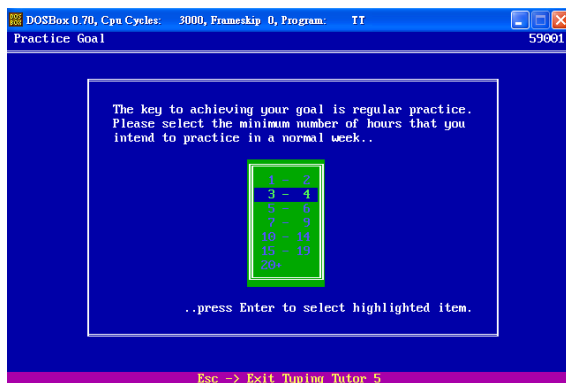 DOSBox 0.70, Cpu Cycles: 3000, Frameskip 0, Program: TT
Practice Goal 59001
The key to achieving your goal is regular practice.
Please select the minimum number of hours that you
intend to practice in a normal week..
1 - 2
3 - 4
5 - 6
7 - 9
10 - 14
15 - 19
20+
..press Enter to select highlighted item.
Esc -> Exit Typing Tutor 5